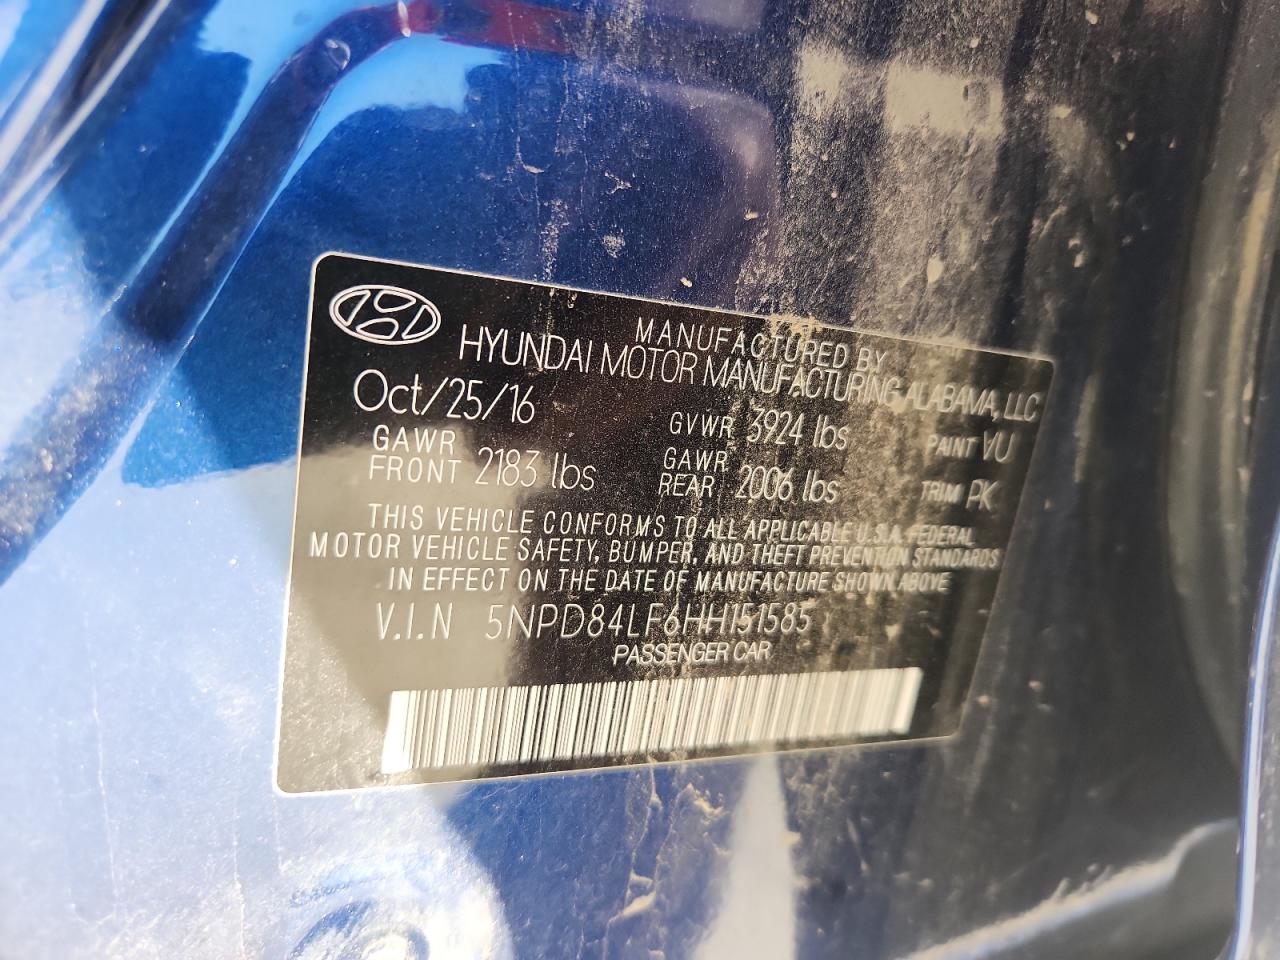 MANUFACTURED BY
HYUNDAI MOTOR MANUFACTURING ALABAMA, LLC
Oct/25/16 GVWR 3924 lbs PAINT VU
GAWR FRONT 2183 lbs GAWR REAR 2006 lbs TRIM PK
THIS VEHICLE CONFORMS TO ALL APPLICABLE U.S.A. FEDERAL
MOTOR VEHICLE SAFETY, BUMPER, AND THEFT PREVENTION STANDARDS
IN EFFECT ON THE DATE OF MANUFACTURE SHOWN ABOVE
V.I.N 5NPD84LF6HH151585
PASSENGER CAR